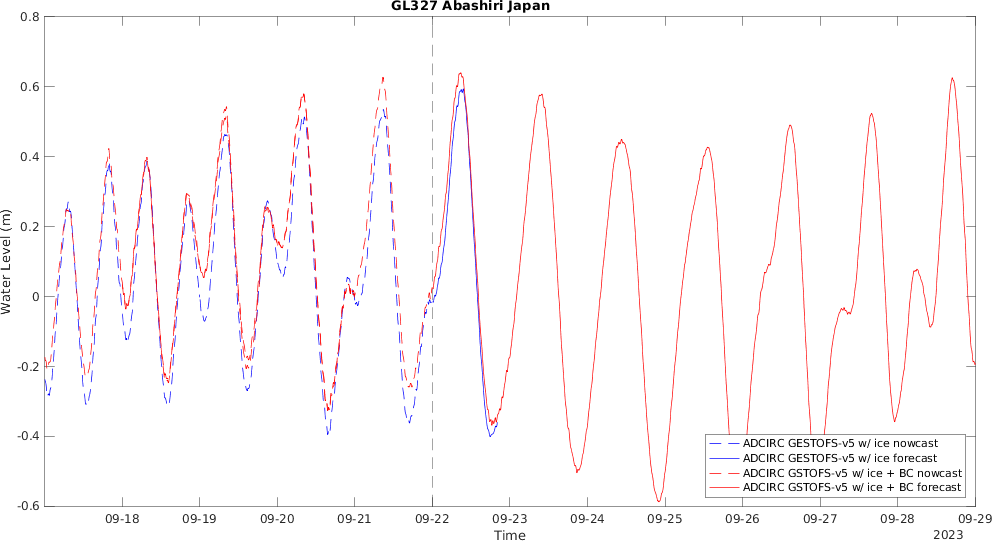 GL327 Abashiri Japan
0.8
0.6
0.4
0.2
0
-0.2
-0.4
-0.6
Water Level (m)
ADCIRC GESTOFS-v5 w/ ice nowcast
ADCIRC GESTOFS-v5 w/ ice forecast
ADCIRC GSTOFS-v5 w/ ice + BC nowcast
ADCIRC GSTOFS-v5 w/ ice + BC forecast
09-18 09-19 09-20 09-21 09-22 09-23 09-24 09-25 09-26 09-27 09-28 09-29
Time
2023